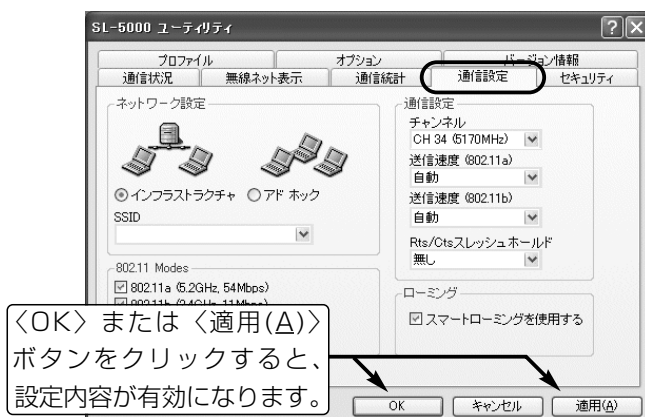 SL-5000 ユーティリティ
プロファイル オプション バージョン情報
通信状況 無線ネット表示 通信統計 通信設定 セキュリティ
ネットワーク設定
インフラストラクチャ アド ホック
SSID
802.11 Modes
802.11a (5.2GHz, 54Mbps)
802.11b (2.4GHz, 11Mbps)
通信設定
チャンネル
CH 34 (5170MHz)
送信速度 (802.11a)
自動
送信速度 (802.11b)
自動
Rts/Ctsスレッショホールド
無し
ローミング
スマートローミングを使用する
〈OK〉または〈適用(A)〉
ボタンをクリックすると、
設定内容が有効になります。
OK キャンセル 適用(A)